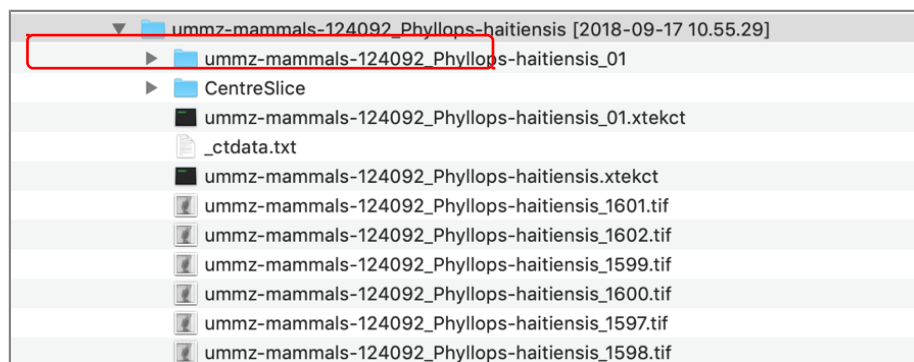 ummz-mammals-124092_Phyllops-haitiensis [2018-09-17 10.55.29]
ummz-mammals-124092_Phyllops-haitiensis_01
CentreSlice
ummz-mammals-124092_Phyllops-haitiensis_01.xtekct
_ctdata.txt
ummz-mammals-124092_Phyllops-haitiensis.xtekct
ummz-mammals-124092_Phyllops-haitiensis_1601.tif
ummz-mammals-124092_Phyllops-haitiensis_1602.tif
ummz-mammals-124092_Phyllops-haitiensis_1599.tif
ummz-mammals-124092_Phyllops-haitiensis_1600.tif
ummz-mammals-124092_Phyllops-haitiensis_1597.tif
ummz-mammals-124092_Phyllops-haitiensis_1598.tif